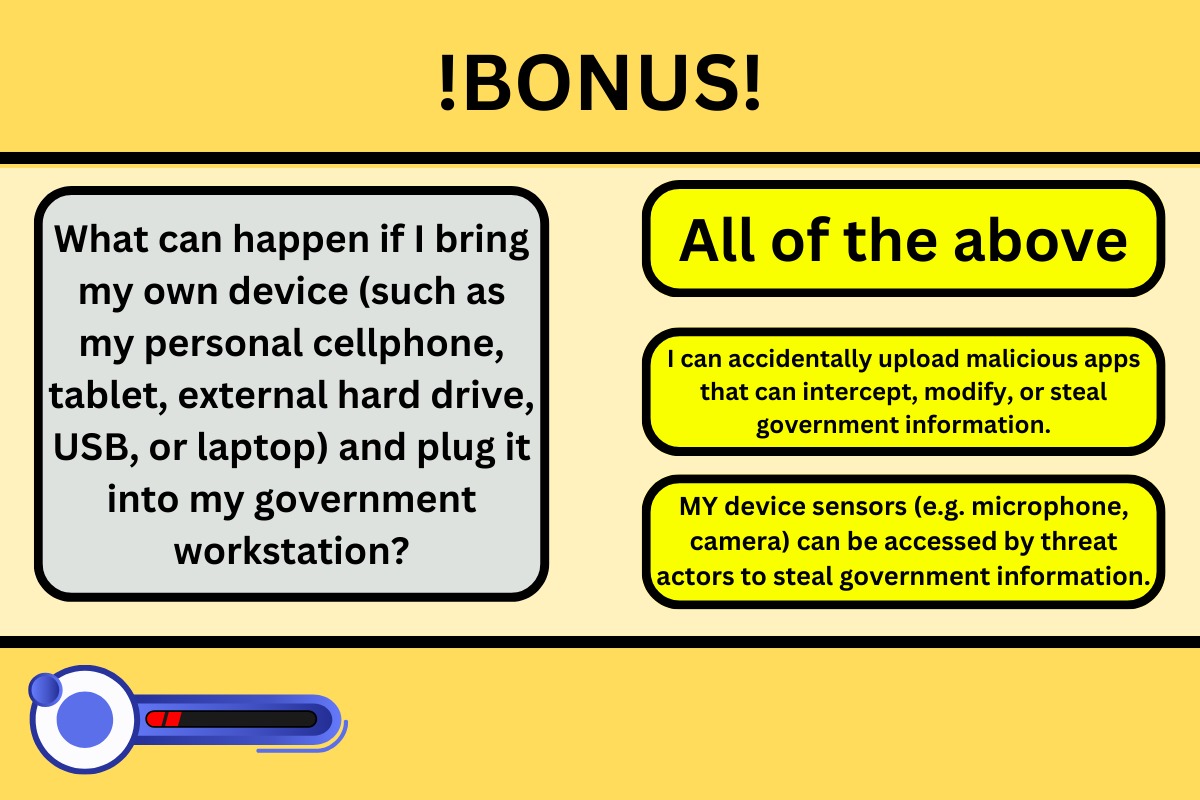 !BONUS!
What can happen if I bring
my own device (such as
my personal cellphone,
tablet, external hard drive,
USB, or laptop) and plug it
into my government
workstation?
All of the above
I can accidentally upload malicious apps
that can intercept, modify, or steal
government information.
MY device sensors (e.g. microphone,
camera) can be accessed by threat
actors to steal government information.